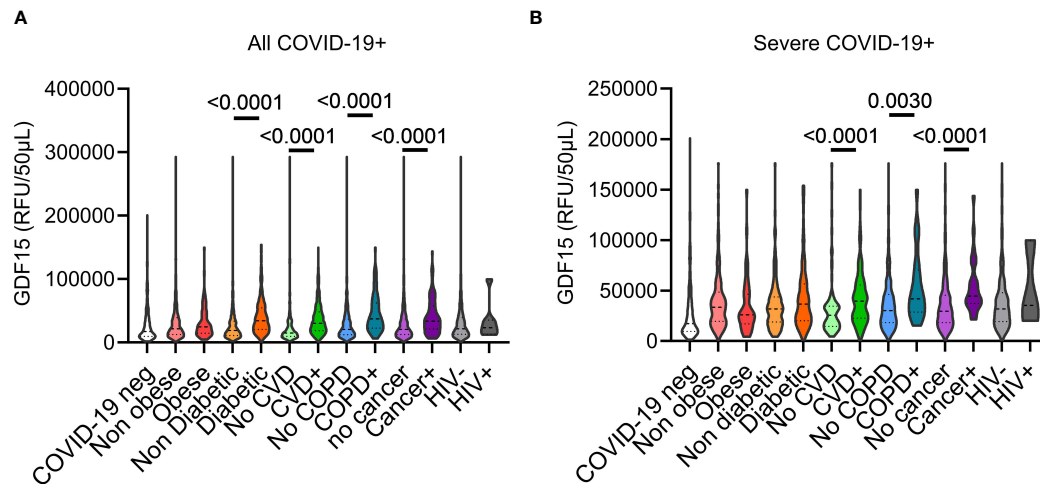 A
All COVID-19+
GDF15 (RFU/50µL)
400000
300000
200000
100000
0
<0.0001
<0.0001
<0.0001
<0.0001
COVID-19 neg
Non obese
Obese
Non Diabetic
Diabetic
No CVD
CVD+
No COPD
COPD+
no cancer
Cancer+
HIV-
HIV+
B
Severe COVID-19+
GDF15 (RFU/50µL)
250000
200000
150000
100000
50000
0
0.0030
<0.0001
<0.0001
COVID-19 neg
Non obese
Obese
Non diabetic
Diabetic
No CVD
CVD+
No COPD
COPD+
No cancer
Cancer+
HIV-
HIV+